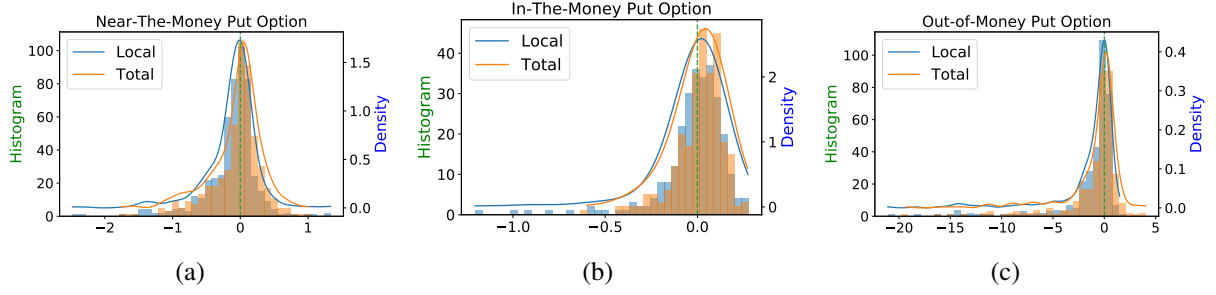 Near-The-Money Put Option
Local
Total
Histogram
Density
100
80
60
40
20
0
1.5
1.0
0.5
0.0
−2
−1
0
1
(a)
In-The-Money Put Option
Local
Total
Histogram
Density
40
30
20
10
0
2
1
0
−1.0
−0.5
0.0
(b)
Out-of-Money Put Option
Local
Total
Histogram
Density
100
80
60
40
20
0
0.4
0.3
0.2
0.1
0.0
−20
−15
−10
−5
0
5
(c)